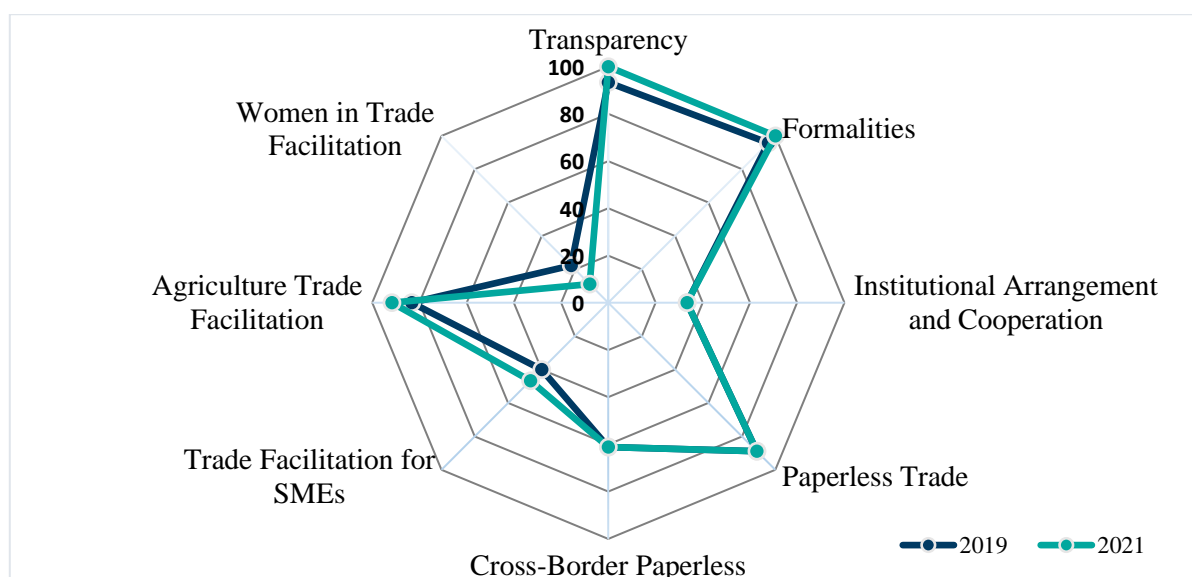 Transparency
100
80
60
40
20
0
Women in Trade
Facilitation
Formalities
Agriculture Trade
Facilitation
Institutional Arrangement
and Cooperation
Trade Facilitation for
SMEs
Paperless Trade
Cross-Border Paperless
2019
2021